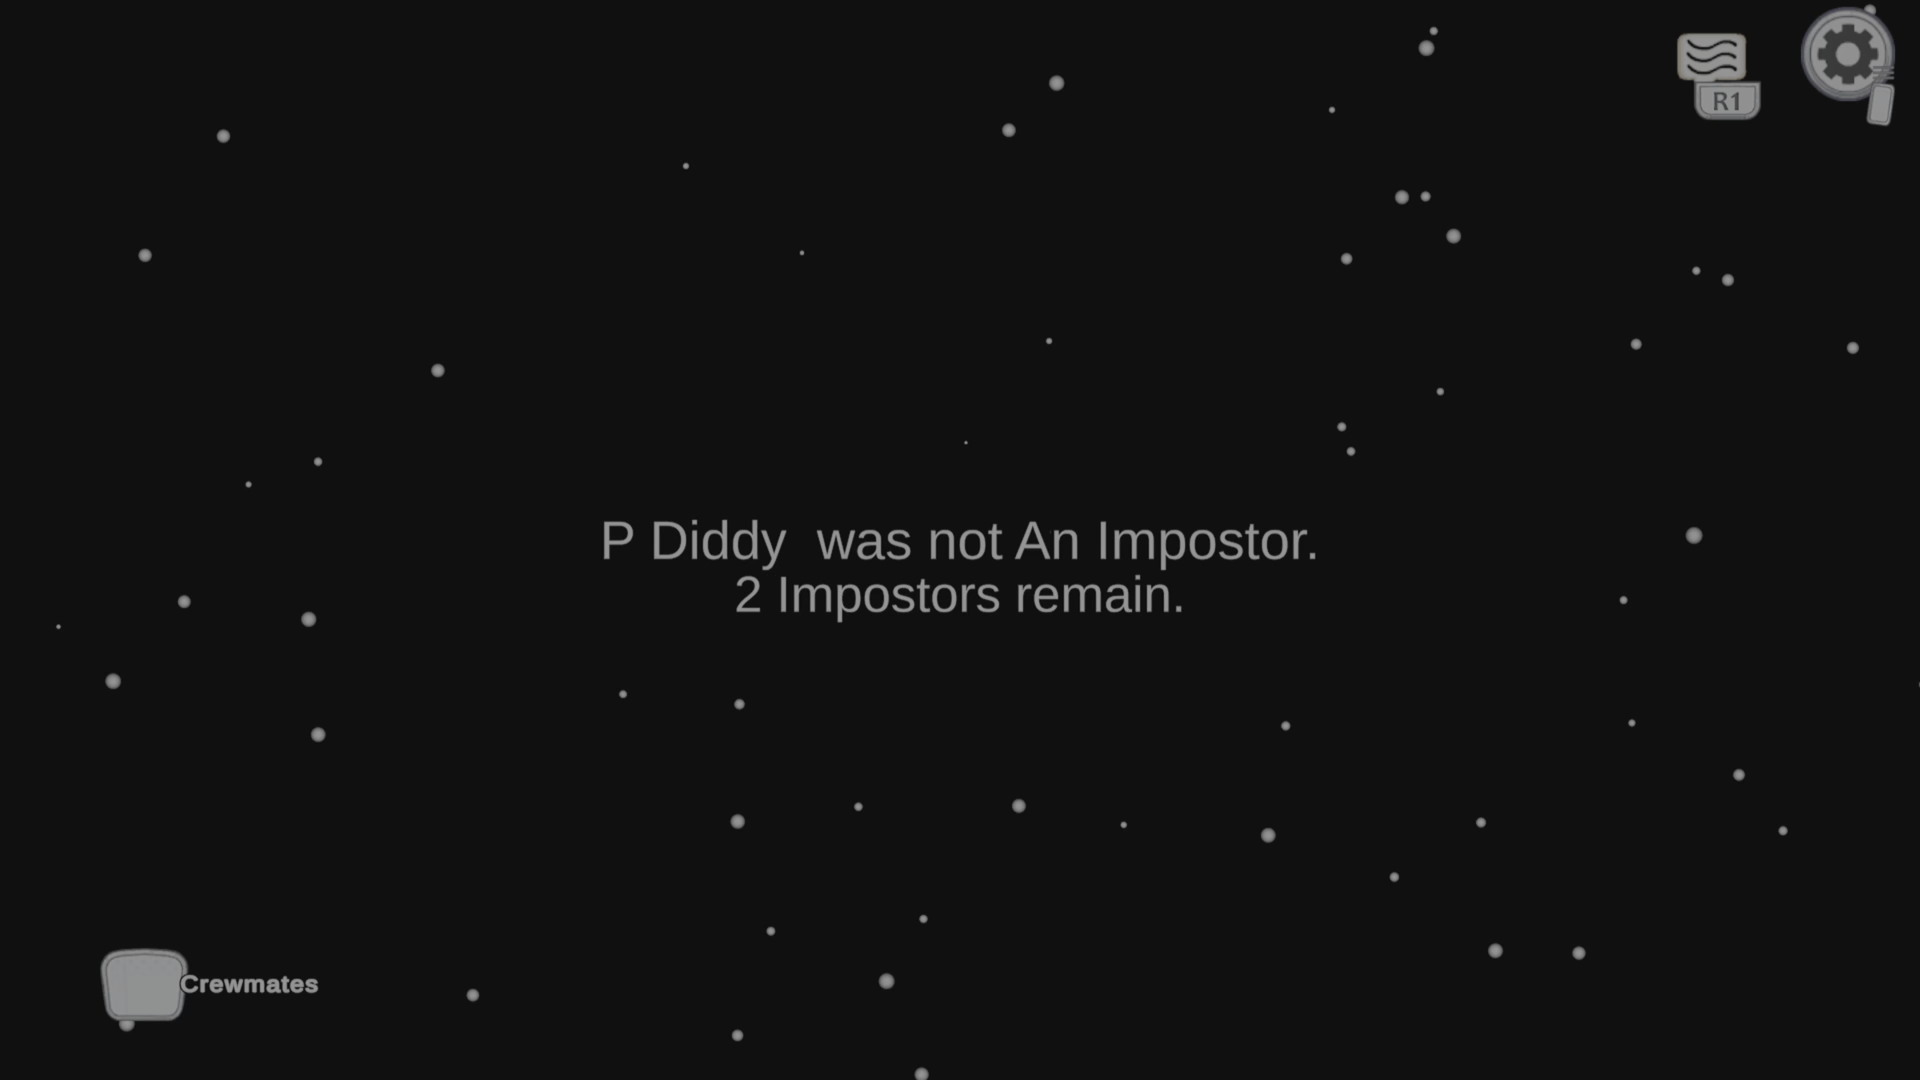 R1
P Diddy  was not An Impostor.
2 Impostors remain.
Crewmates